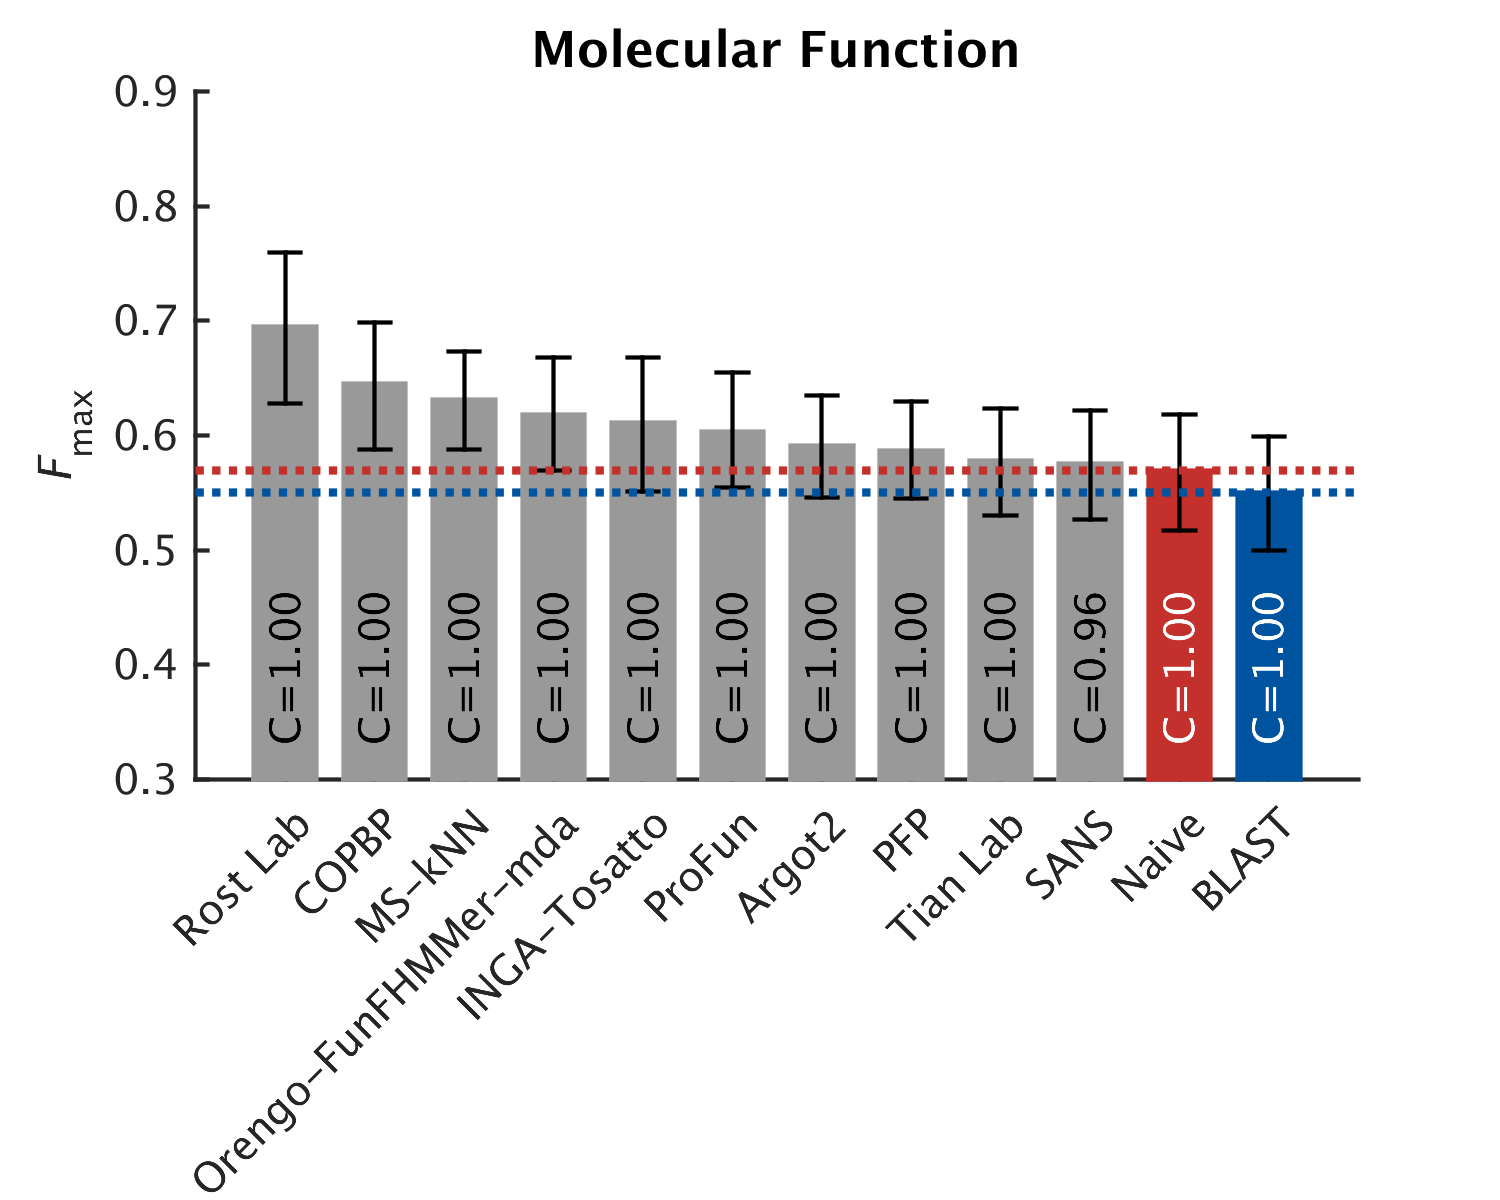 Molecular Function
0.9
0.8
0.7
0.6
0.5
0.4
0.3
Fmax
C=1.00
C=1.00
C=1.00
C=1.00
C=1.00
C=1.00
C=1.00
C=1.00
C=1.00
C=0.96
C=1.00
C=1.00
Rost Lab
COPBP
MS-kNN
Orengo-FunFHMMer-mda
INGA-Tosatto
ProFun
Argot2
PFP
Tian Lab
SANS
Naive
BLAST